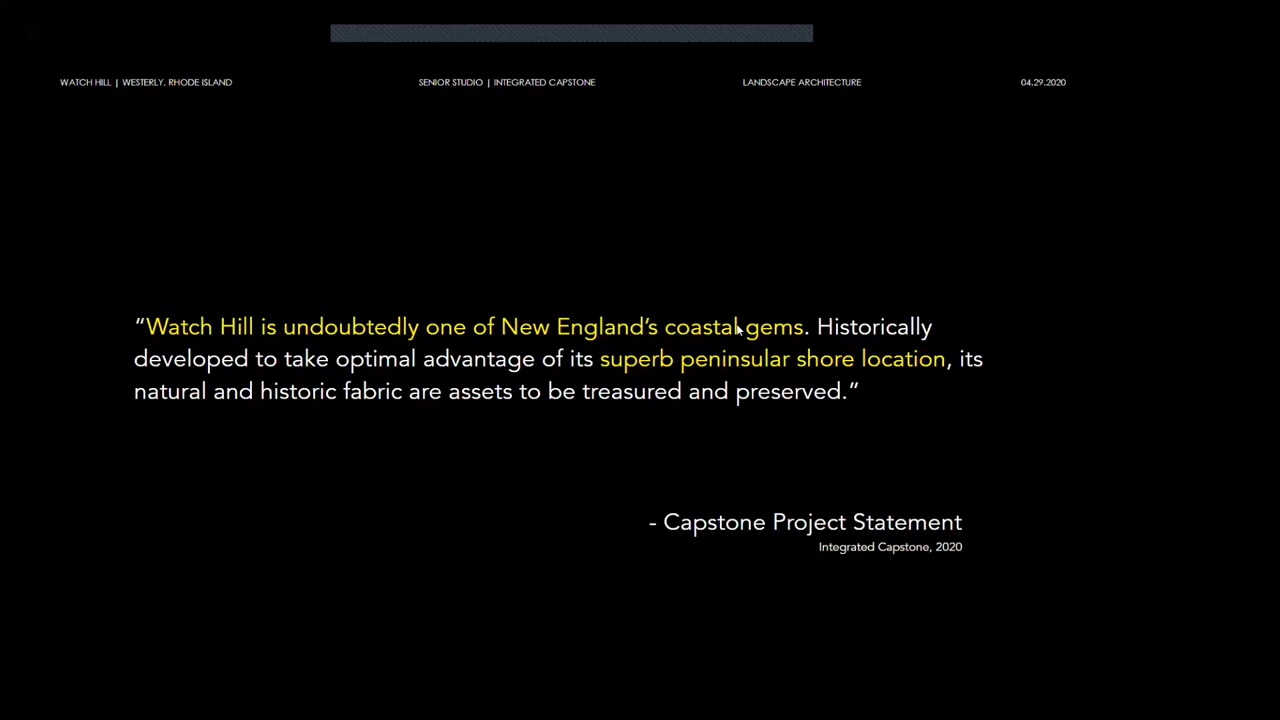 WATCH HILL | WESTERLY, RHODE ISLAND
SENIOR STUDIO | INTEGRATED CAPSTONE
LANDSCAPE ARCHITECTURE
04.29.2020
“Watch Hill is undoubtedly one of New England’s coastal gems. Historically
developed to take optimal advantage of its superb peninsular shore location, its
natural and historic fabric are assets to be treasured and preserved.”
- Capstone Project Statement
Integrated Capstone, 2020